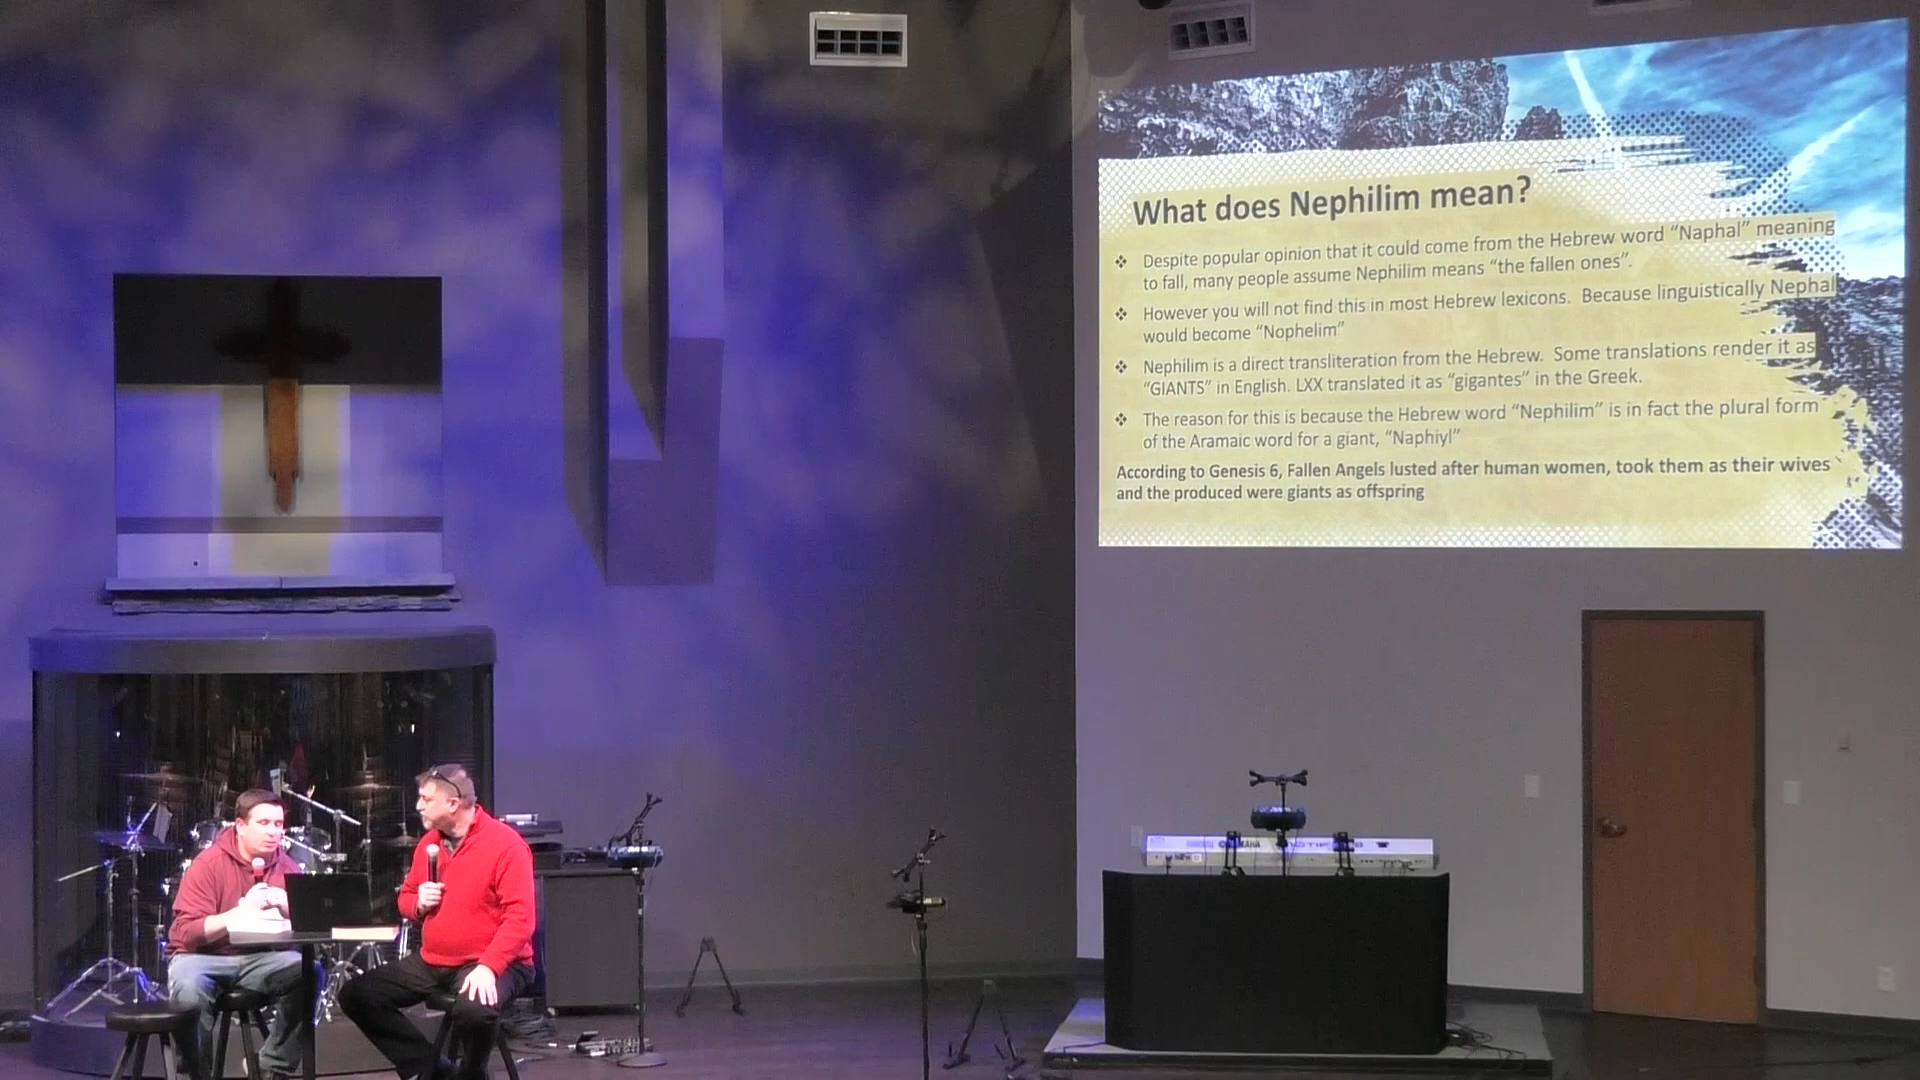 What does Nephilim mean?
❖ Despite popular opinion that it could come from the Hebrew word “Naphal” meaning
to fall, many people assume Nephilim means “the fallen ones”.
❖ However you will not find this in most Hebrew lexicons. Because linguistically Nephal
would become “Nophelim”
❖ Nephilim is a direct transliteration from the Hebrew. Some translations render it as
“GIANTS” in English. LXX translated it as “gigantes” in the Greek.
❖ The reason for this is because the Hebrew word “Nephilim” is in fact the plural form
of the Aramaic word for a giant, “Naphiyl”
According to Genesis 6, Fallen Angels lusted after human women, took them as their wives
and the produced were giants as offspring
YAMAHA